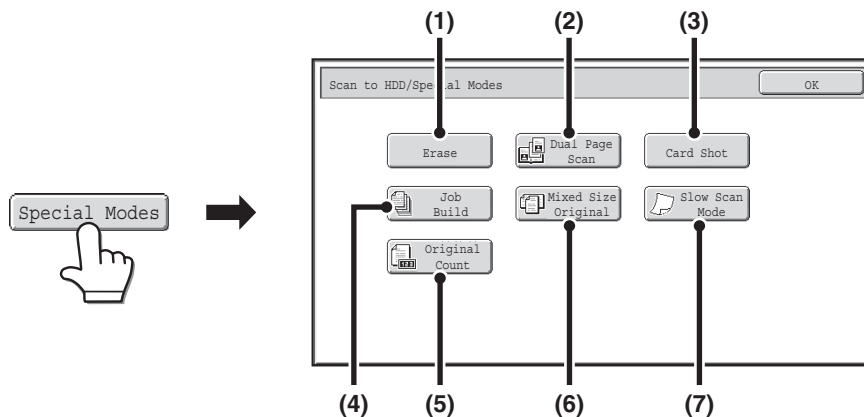 (1) (2) (3)
Scan to HDD/Special Modes OK
Erase Dual Page Scan Card Shot
Special Modes
Job Build Mixed Size Original Slow Scan Mode
Original Count
(4) (5) (6) (7)